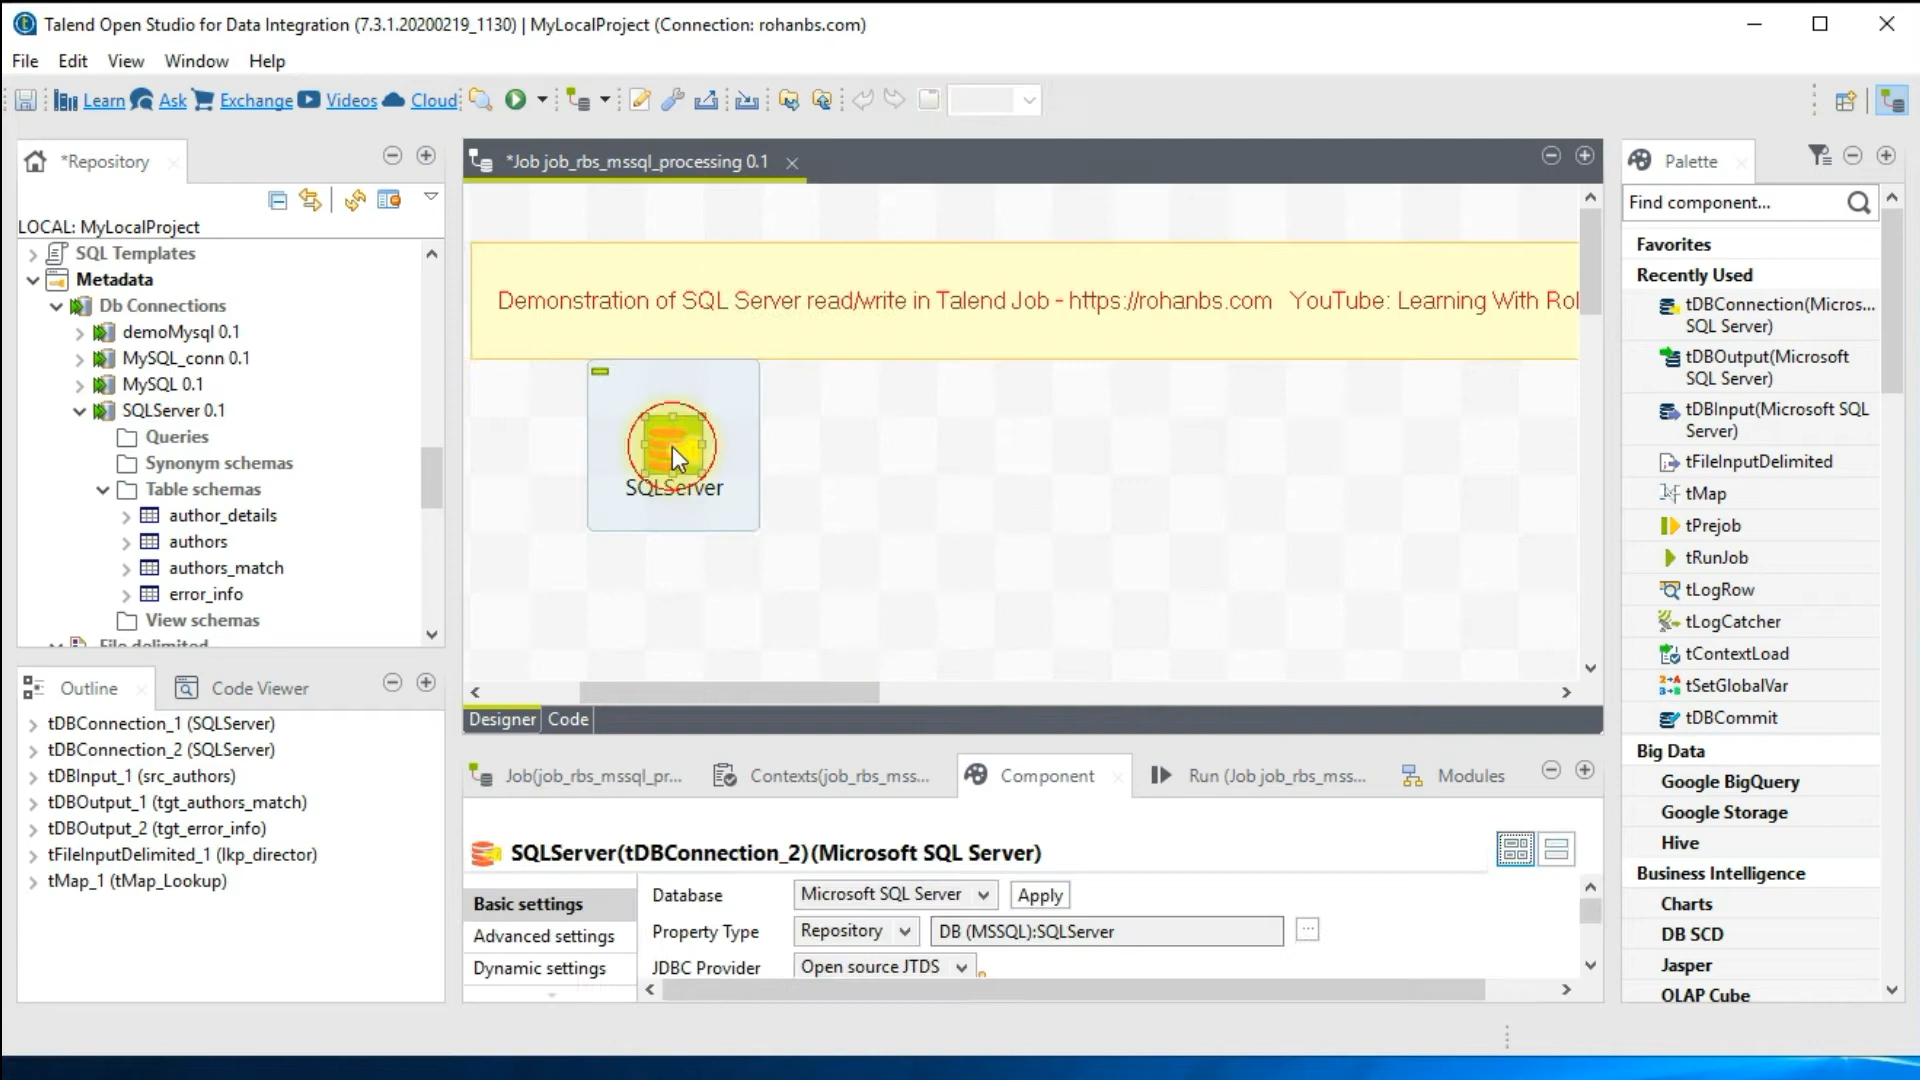 Talend Open Studio for Data Integration (7.3.1.20200219_1130) | MyLocalProject (Connection: rohanbs.com)
File Edit View Window Help
Learn Ask Exchange Videos Cloud
*Repository
LOCAL: MyLocalProject
SQL Templates
Metadata
Db Connections
demoMysql 0.1
MySQL_conn 0.1
MySQL 0.1
SQLServer 0.1
Queries
Synonym schemas
Table schemas
author_details
authors
authors_match
error_info
View schemas
File delimited
Outline
Code Viewer
tDBConnection_1 (SQLServer)
tDBConnection_2 (SQLServer)
tDBInput_1 (src_authors)
tDBOutput_1 (tgt_authors_match)
tDBOutput_2 (tgt_error_info)
tFileInputDelimited_1 (lkp_director)
tMap_1 (tMap_Lookup)
*Job job_rbs_mssql_processing 0.1
Demonstration of SQL Server read/write in Talend Job - https://rohanbs.com YouTube: Learning With Rol
SQLServer
Designer Code
Job(job_rbs_mssql_pr...
Contexts(job_rbs_mss...
Component
Run (Job job_rbs_mss...
Modules
SQLServer(tDBConnection_2)(Microsoft SQL Server)
Basic settings
Advanced settings
Dynamic settings
Database Microsoft SQL Server Apply
Property Type Repository DB (MSSQL):SQLServer ...
JDBC Provider Open source JTDS
Palette
Find component...
Favorites
Recently Used
tDBConnection(Micros...
SQL Server)
tDBOutput(Microsoft
SQL Server)
tDBInput(Microsoft SQL
Server)
tFileInputDelimited
tMap
tPrejob
tRunJob
tLogRow
tLogCatcher
tContextLoad
tSetGlobalVar
tDBCommit
Big Data
Google BigQuery
Google Storage
Hive
Business Intelligence
Charts
DB SCD
Jasper
OLAP Cube